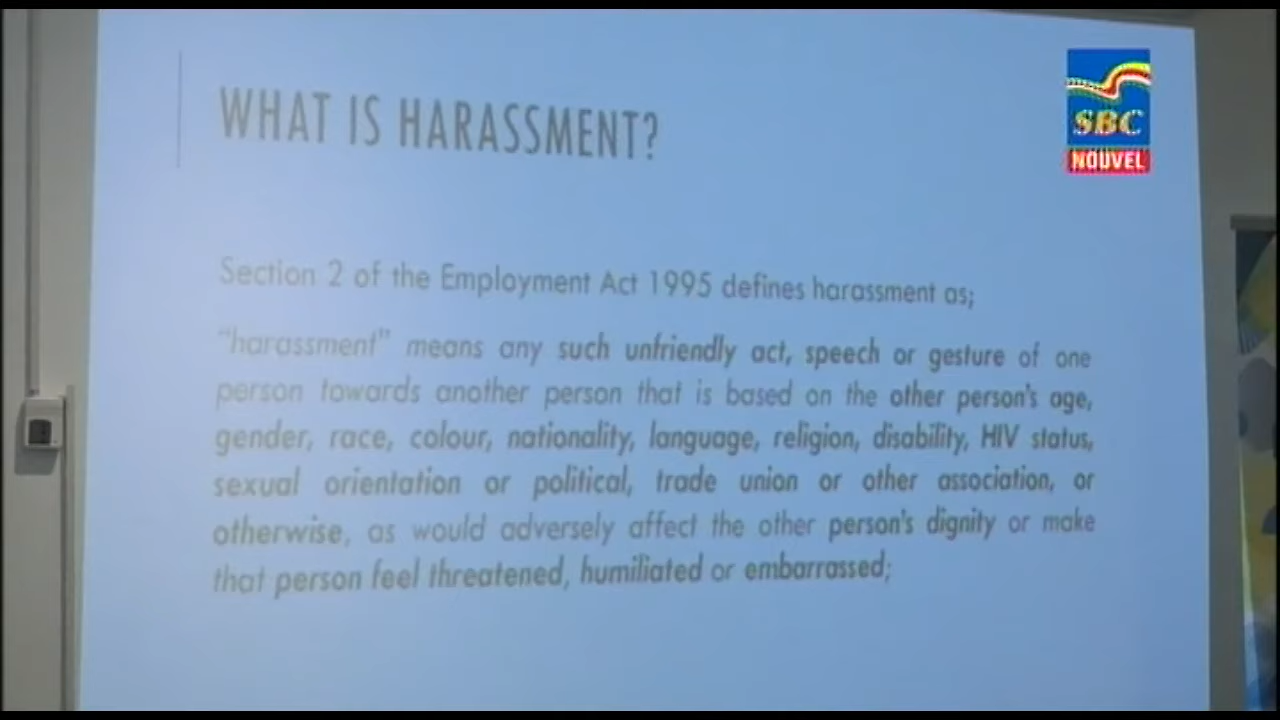 WHAT IS HARASSMENT?
SBC
NOUVEL
Section 2 of the Employment Act 1995 defines harassment as;
"harassment" means any such unfriendly act, speech or gesture of one
person towards another person that is based on the other person's age,
gender, race, colour, nationality, language, religion, disability, HIV status,
sexual orientation or political, trade union or other association, or
otherwise, as would adversely affect the other person's dignity or make
that person feel threatened, humiliated or embarrassed;